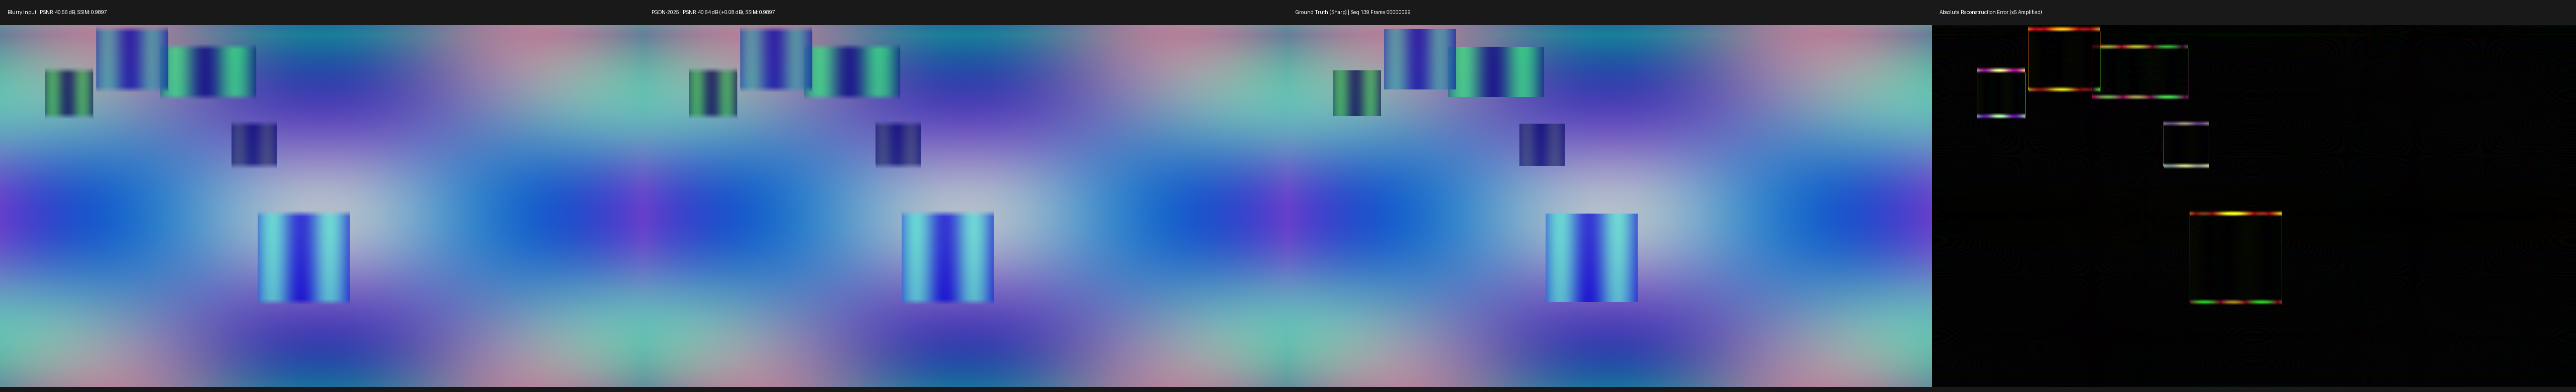 Blurry Input | PSNR: 40.56 dB, SSIM: 0.9897
PGDN-2025 | PSNR: 40.64 dB (+0.08 dB), SSIM: 0.9897
Ground Truth (Sharp) | Seq 139 Frame 00000099
Absolute Reconstruction Error (x5 Amplified)